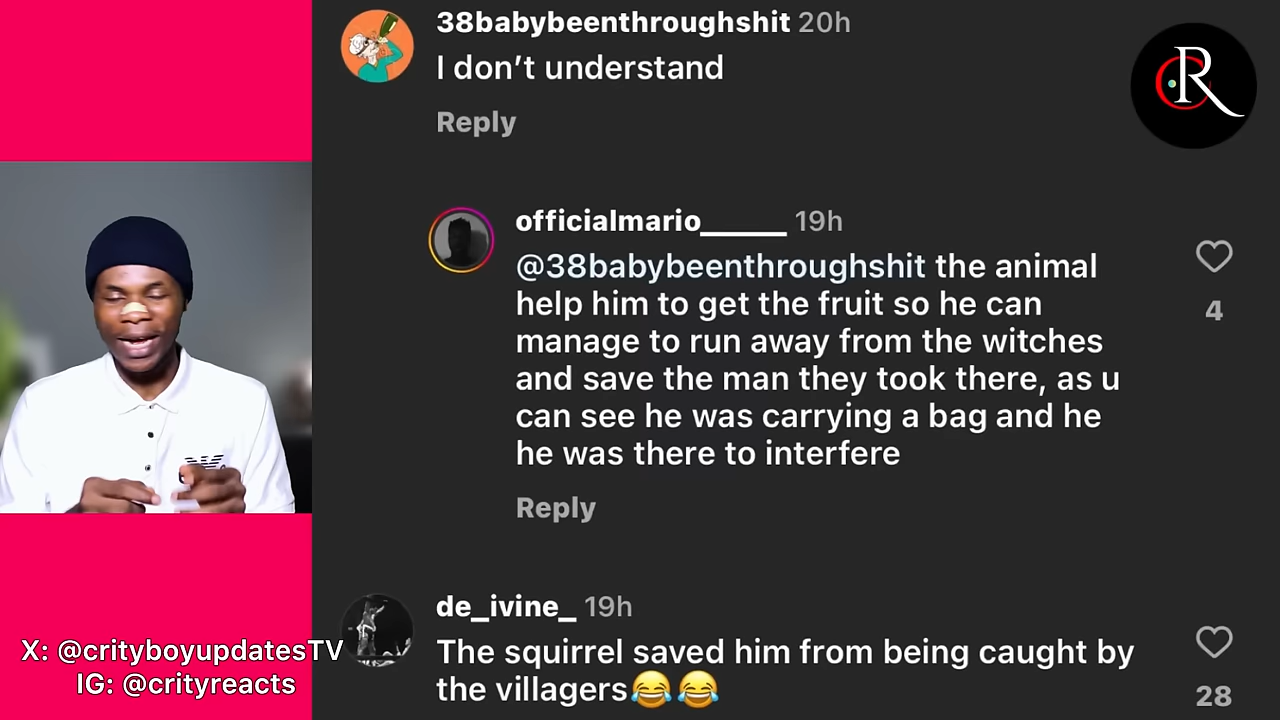 38babybeenthroughshit 20h
I don’t understand
Reply
officialmario______ 19h
@38babybeenthroughshit the animal
help him to get the fruit so he can
manage to run away from the witches
and save the man they took there, as u
can see he was carrying a bag and he
he was there to interfere
Reply
4
de_ivine_ 19h
The squirrel saved him from being caught by
the villagers😂😂
28
X: @crityboyupdatesTV
IG: @crityreacts
CR